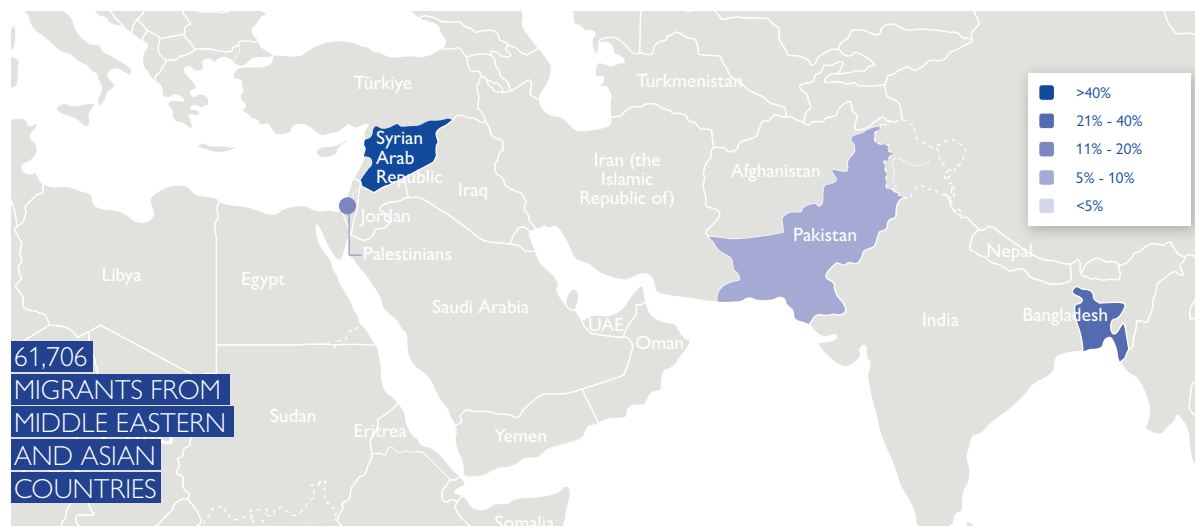 Türkiye
Turkmenistan
>40%
21% - 40%
11% - 20%
5% - 10%
<5%
Syrian
Arab
Republic
Iraq
Iran (the
Islamic
Republic of)
Afghanistan
Jordan
Palestinians
Pakistan
Nepal
Libya
Egypt
Saudi Arabia
UAE
Oman
India
Bangladesh
61,706
MIGRANTS FROM
MIDDLE EASTERN
AND ASIAN
COUNTRIES
Sudan
Eritrea
Yemen
Somalia